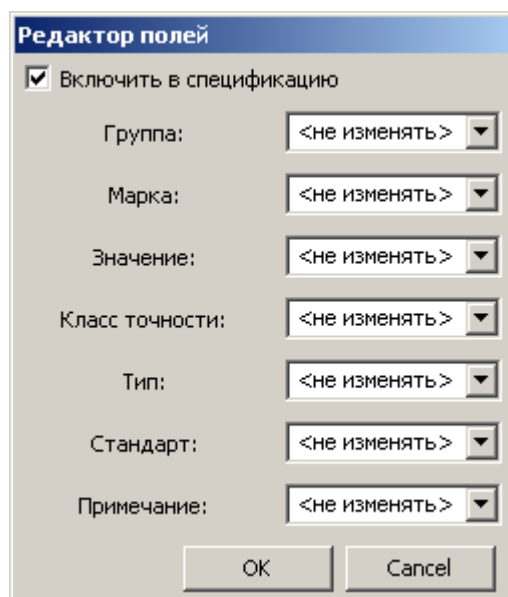 Редактор полей
Включить в спецификацию
Группа: <не изменять>
Марка: <не изменять>
Значение: <не изменять>
Класс точности: <не изменять>
Тип: <не изменять>
Стандарт: <не изменять>
Примечание: <не изменять>
OK Cancel